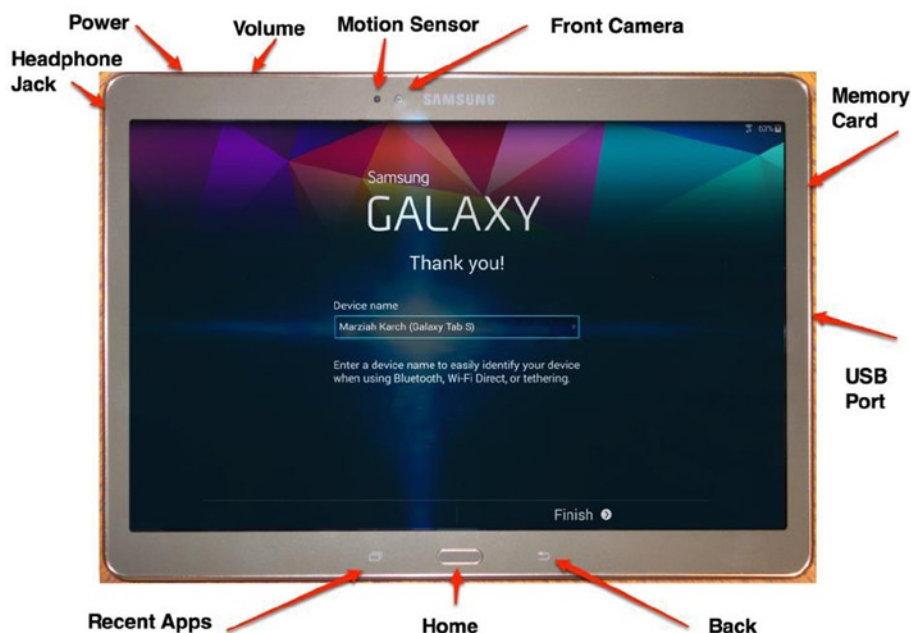 Power
Volume
Motion Sensor
Front Camera
Headphone
Jack
Memory
Card
SAMSUNG
63%
Samsung
GALAXY
Thank you!
Device name
Marziah Karch (Galaxy Tab S)
Enter a device name to easily identify your device
when using Bluetooth, Wi-Fi Direct, or tethering.
USB
Port
Finish
Recent Apps
Home
Back